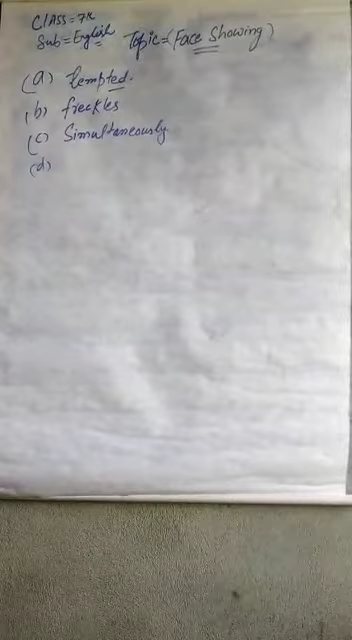 CLASS = 7th
Sub = English Topic = (Face Showing)
(a) tempted.
(b) freckles
(c) Simultaneously
(d)